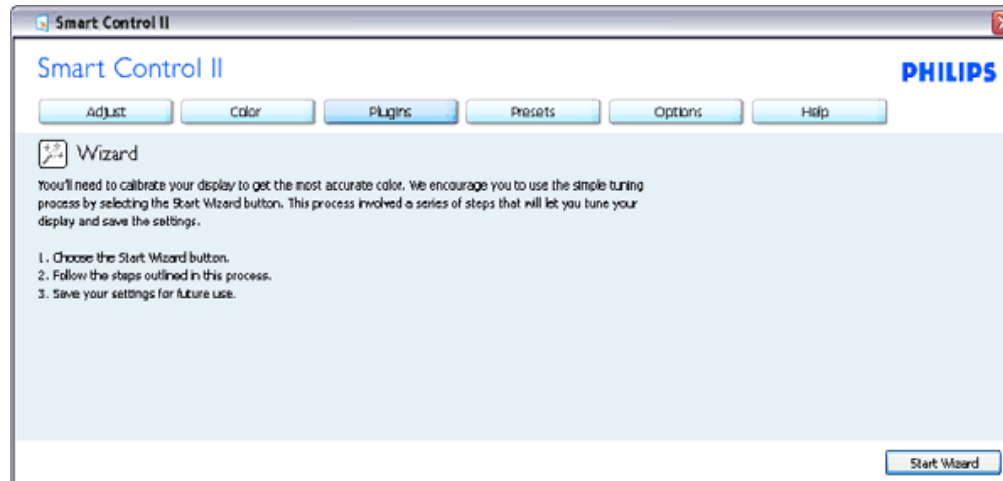 Smart Control II
Smart Control II
PHILIPS
Adjust Color Plugins Presets Options Help
Wizard
Yoou'll need to calibrate your display to get the most accurate color. We encourage you to use the simple tuning
process by selecting the Start Wizard button. This process involved a series of steps that will let you tune your
display and save the settings.
1. Choose the Start Wizard button.
2. Follow the steps outlined in this process.
3. Save your settings for future use.
Start Wizard